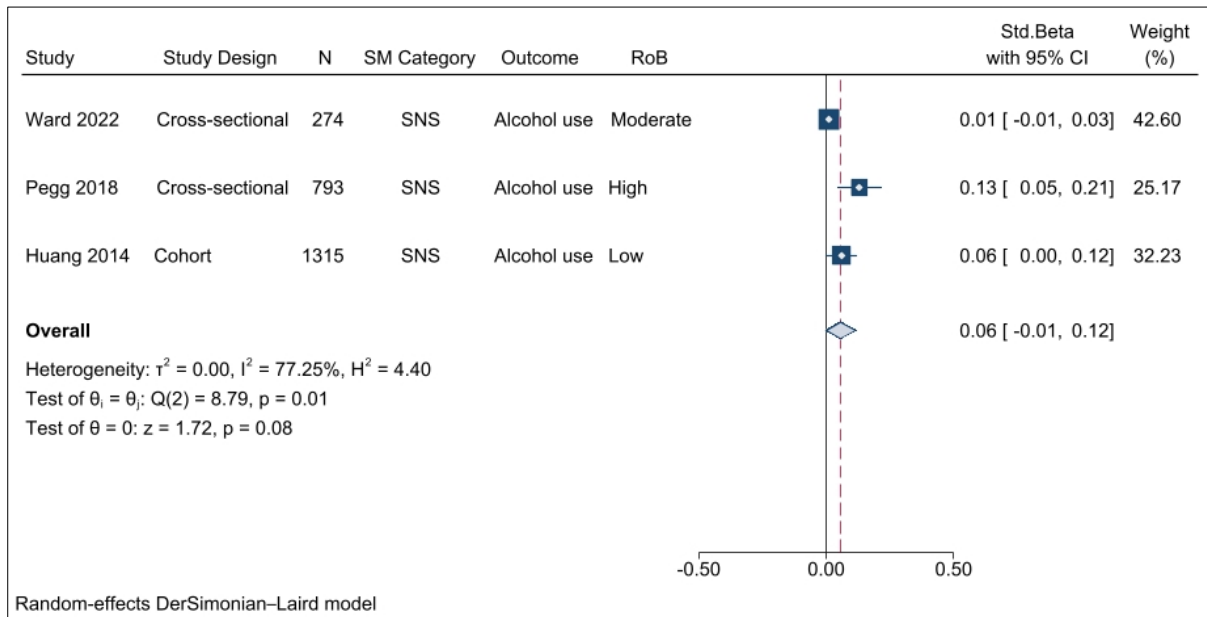 Study Study Design N SM Category Outcome RoB Std.Beta with 95% CI Weight (%)
Ward 2022 Cross-sectional 274 SNS Alcohol use Moderate 0.01 [ -0.01, 0.03] 42.60
Pegg 2018 Cross-sectional 793 SNS Alcohol use High 0.13 [ 0.05, 0.21] 25.17
Huang 2014 Cohort 1315 SNS Alcohol use Low 0.06 [ 0.00, 0.12] 32.23
Overall 0.06 [ -0.01, 0.12]
Heterogeneity: τ² = 0.00, I² = 77.25%, H² = 4.40
Test of θᵢ = θⱼ: Q(2) = 8.79, p = 0.01
Test of θ = 0: z = 1.72, p = 0.08
-0.50 0.00 0.50
Random-effects DerSimonian–Laird model